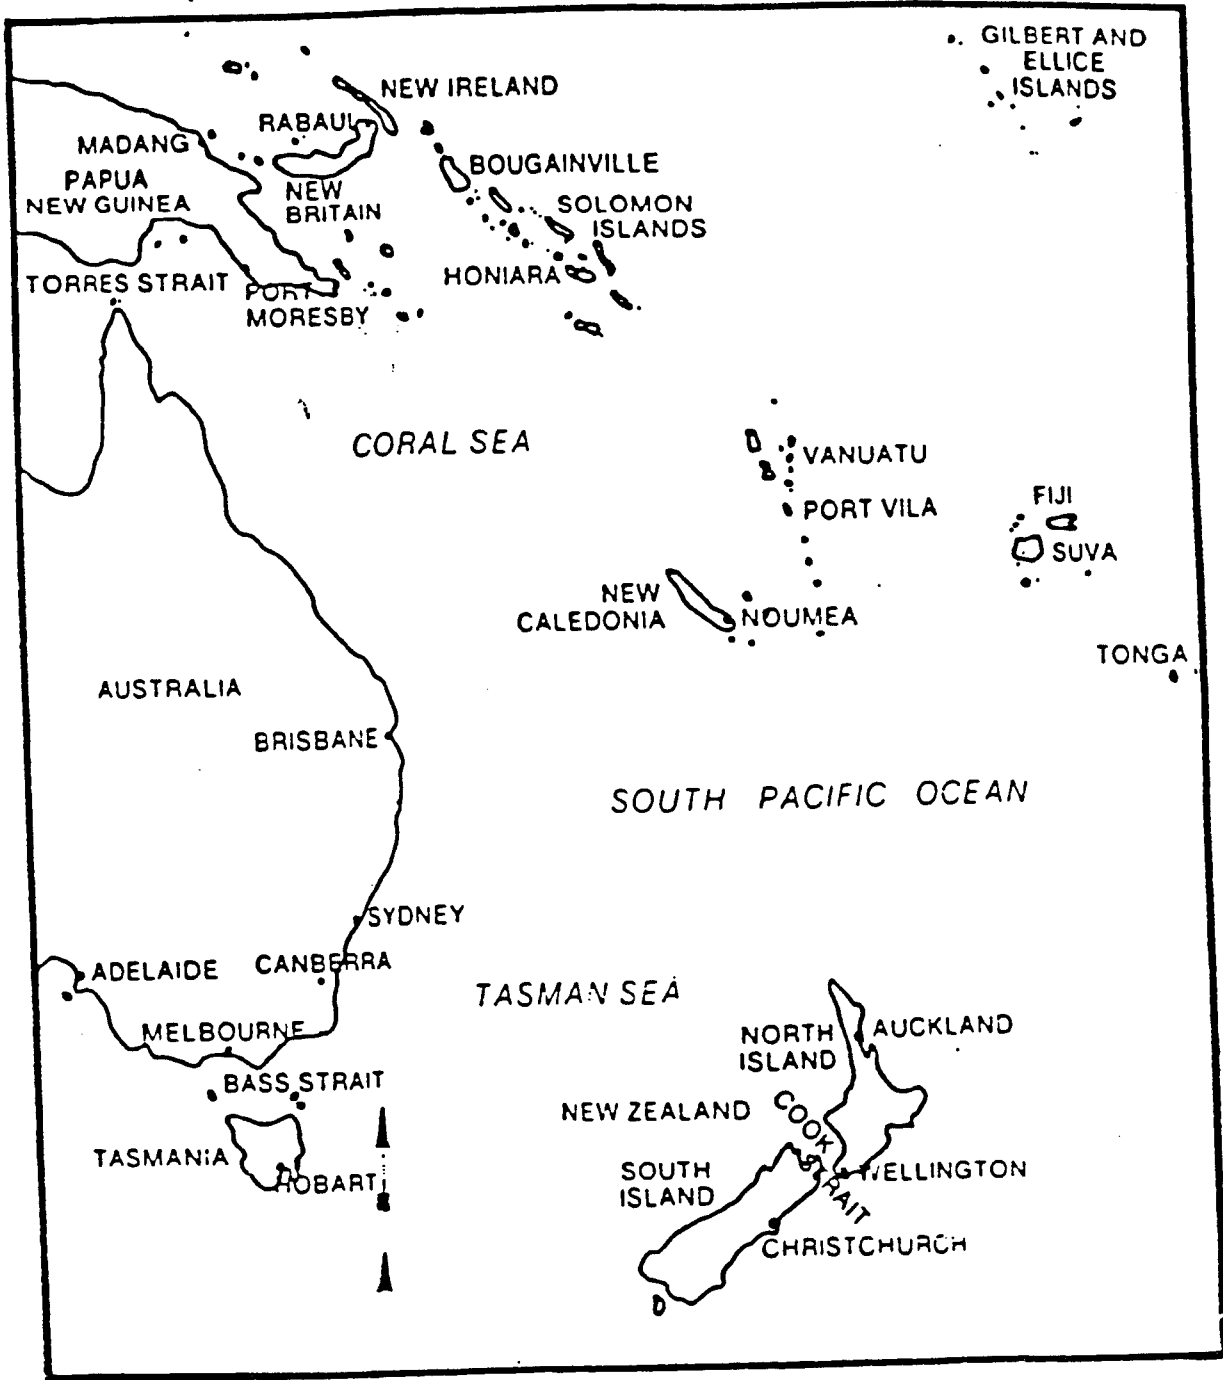 GILBERT AND
ELLICE
ISLANDS
NEW IRELAND
RABAUL
MADANG
PAPUA
NEW GUINEA
NEW
BRITAIN
BOUGAINVILLE
SOLOMON
ISLANDS
HONIARA
TORRES STRAIT
PORT
MORESBY
CORAL SEA
VANUATU
PORT VILA
FIJI
SUVA
NEW
CALEDONIA
NOUMEA
TONGA
AUSTRALIA
BRISBANE
SOUTH PACIFIC OCEAN
SYDNEY
ADELAIDE
CANBERRA
TASMAN SEA
MELBOURNE
NORTH
ISLAND
AUCKLAND
BASS STRAIT
NEW ZEALAND
COOK
STRAIT
TASMANIA
HOBART
SOUTH
ISLAND
WELLINGTON
CHRISTCHURCH